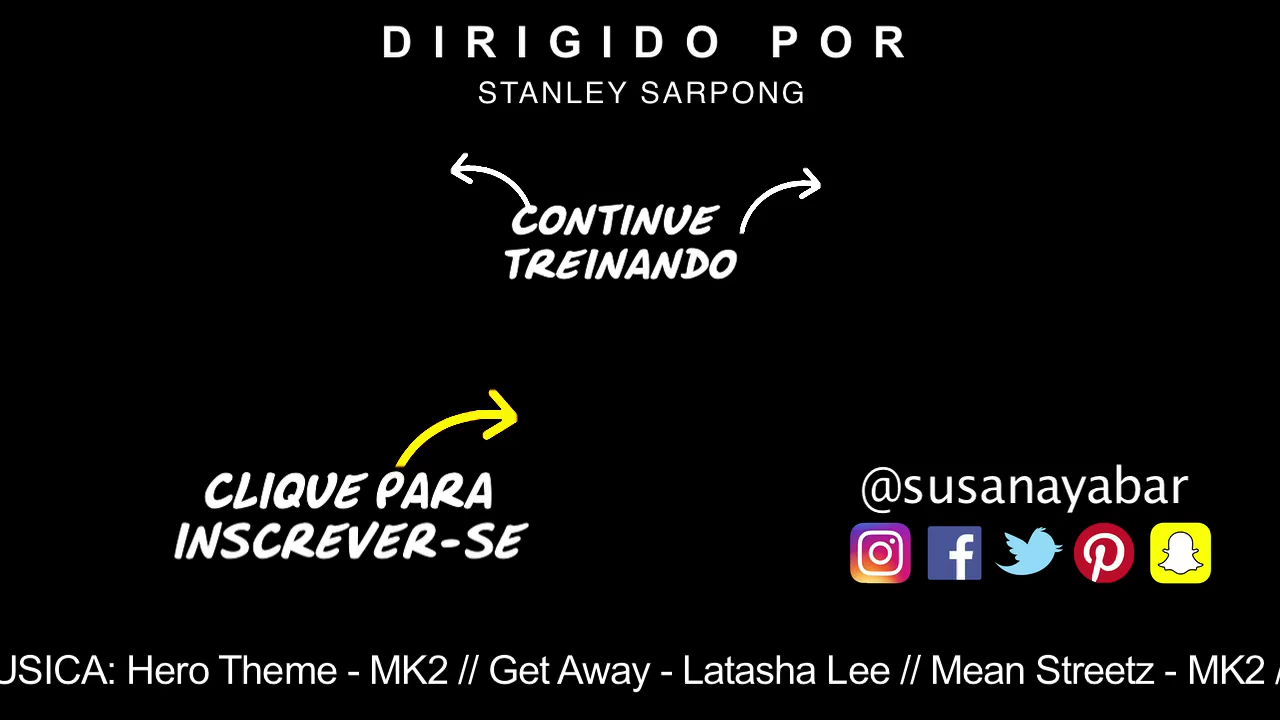 DIRIGIDO POR
STANLEY SARPONG
CONTINUE
TREINANDO
CLIQUE PARA
INSCREVER-SE
@susanayabar
USICA: Hero Theme - MK2 // Get Away - Latasha Lee // Mean Streetz - MK2 /